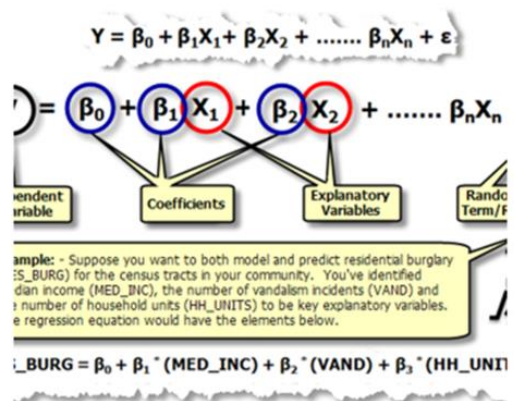 Y = β₀ + β₁X₁ + β₂X₂ + ....... βₙXₙ + ε
= β₀ + β₁ X₁ + β₂ X₂ + ....... βₙXₙ
endent riable
Coefficients
Explanatory Variables
Rando Term/R
ample: - Suppose you want to both model and predict residential burglary
ES_BURG) for the census tracts in your community. You've identified
dian income (MED_INC), the number of vandalism incidents (VAND) and
e number of household units (HH_UNITS) to be key explanatory variables.
e regression equation would have the elements below.
S_BURG = β₀ + β₁ * (MED_INC) + β₂ * (VAND) + β₃ * (HH_UNIT